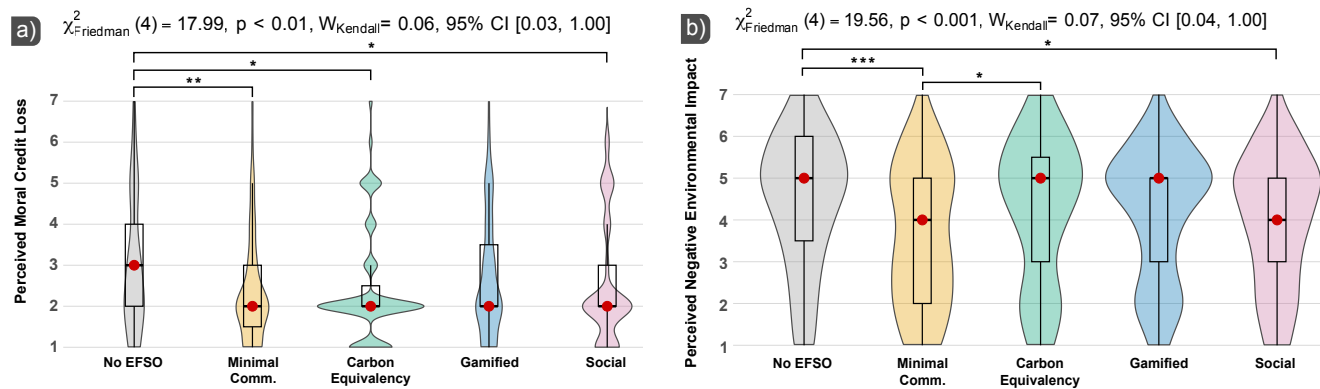 a)
χ²Friedman (4) = 17.99, p < 0.01, WKendall= 0.06, 95% CI [0.03, 1.00]
*
*
**
Perceived Moral Credit Loss
7
6
5
4
3
2
1
No EFSO
Minimal Comm.
Carbon Equivalency
Gamified
Social
b)
χ²Friedman (4) = 19.56, p < 0.001, WKendall= 0.07, 95% CI [0.04, 1.00]
*
***
*
Perceived Negative Environmental Impact
7
6
5
4
3
2
1
No EFSO
Minimal Comm.
Carbon Equivalency
Gamified
Social